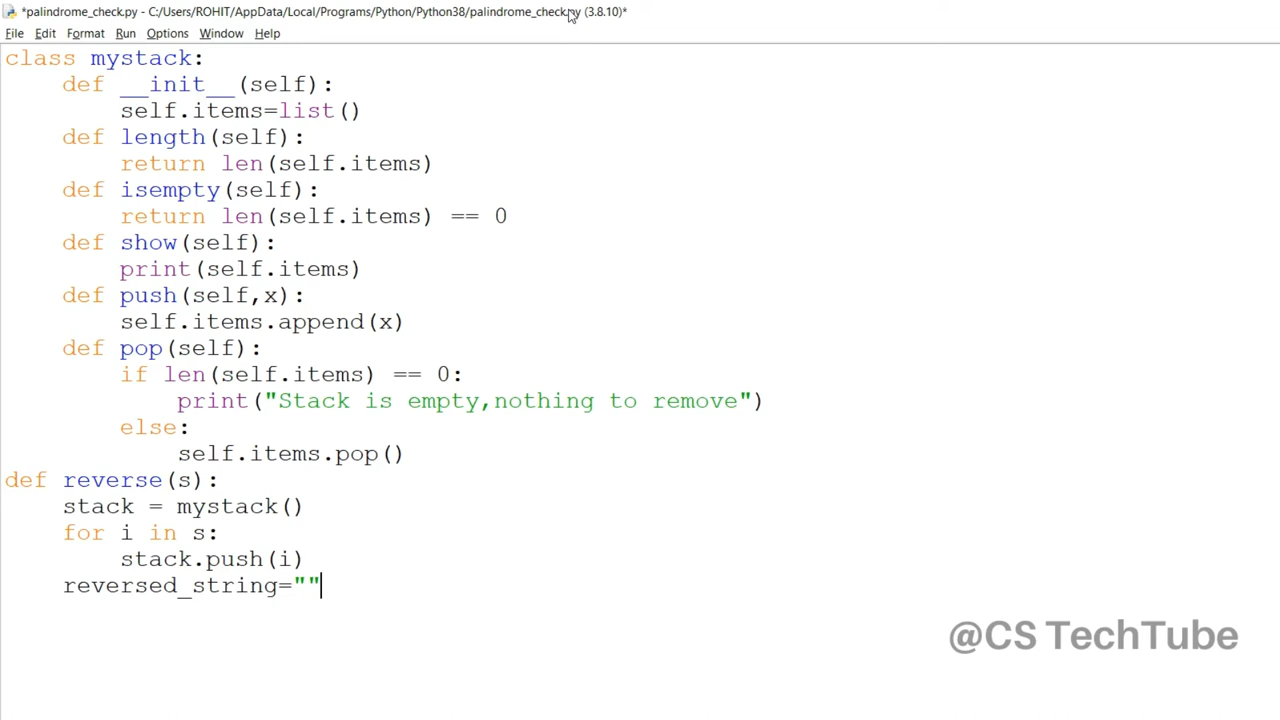 *palindrome_check.py - C:/Users/ROHIT/AppData/Local/Programs/Python/Python38/palindrome_check.py (3.8.10)*
File Edit Format Run Options Window Help
class mystack:
    def __init__(self):
        self.items=list()
    def length(self):
        return len(self.items)
    def isempty(self):
        return len(self.items) == 0
    def show(self):
        print(self.items)
    def push(self,x):
        self.items.append(x)
    def pop(self):
        if len(self.items) == 0:
            print("Stack is empty,nothing to remove")
        else:
            self.items.pop()
def reverse(s):
    stack = mystack()
    for i in s:
        stack.push(i)
    reversed_string=""
@CS TechTube